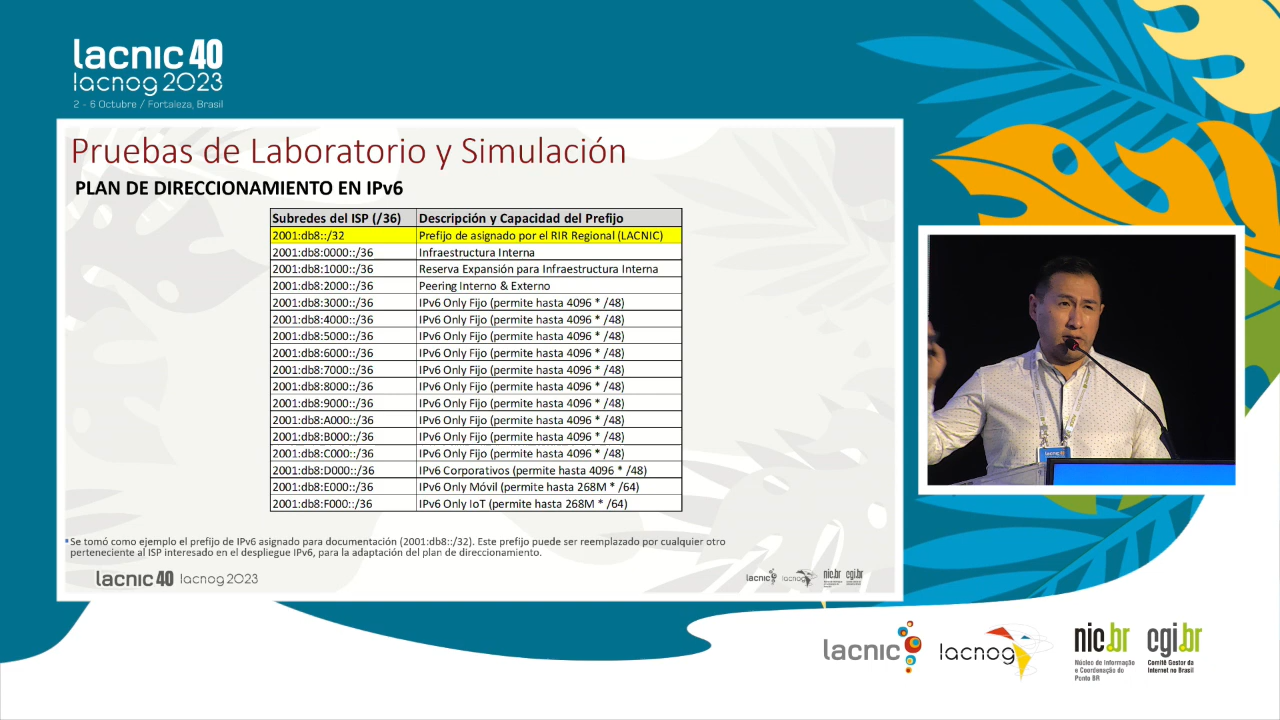 lacnic 40
lacnog 2023
2 - 6 Octubre / Fortaleza, Brasil
Pruebas de Laboratorio y Simulación
PLAN DE DIRECCIONAMIENTO EN IPv6
Subredes del ISP (/36) Descripción y Capacidad del Prefijo
2001:db8::/32 Prefijo de asignado por el RIR Regional (LACNIC)
2001:db8:0000::/36 Infraestructura Interna
2001:db8:1000::/36 Reserva Expansión para Infraestructura Interna
2001:db8:2000::/36 Peering Interno & Externo
2001:db8:3000::/36 IPv6 Only Fijo (permite hasta 4096 * /48)
2001:db8:4000::/36 IPv6 Only Fijo (permite hasta 4096 * /48)
2001:db8:5000::/36 IPv6 Only Fijo (permite hasta 4096 * /48)
2001:db8:6000::/36 IPv6 Only Fijo (permite hasta 4096 * /48)
2001:db8:7000::/36 IPv6 Only Fijo (permite hasta 4096 * /48)
2001:db8:8000::/36 IPv6 Only Fijo (permite hasta 4096 * /48)
2001:db8:9000::/36 IPv6 Only Fijo (permite hasta 4096 * /48)
2001:db8:A000::/36 IPv6 Only Fijo (permite hasta 4096 * /48)
2001:db8:B000::/36 IPv6 Only Fijo (permite hasta 4096 * /48)
2001:db8:C000::/36 IPv6 Only Fijo (permite hasta 4096 * /48)
2001:db8:D000::/36 IPv6 Corporativos (permite hasta 4096 * /48)
2001:db8:E000::/36 IPv6 Only Móvil (permite hasta 268M * /64)
2001:db8:F000::/36 IPv6 Only IoT (permite hasta 268M * /64)
Se tomó como ejemplo el prefijo de IPv6 asignado para documentación (2001:db8::/32). Este prefijo puede ser reemplazado por cualquier otro
perteneciente al ISP interesado en el despliegue IPv6, para la adaptación del plan de direccionamiento.
lacnic 40 lacnog 2023
lacnic lacnog nic.br cgi.br
lacnic lacnog nic.br cgi.br
Núcleo de Informação
e Coordenação do
Ponto BR
Comitê Gestor da
Internet no Brasil